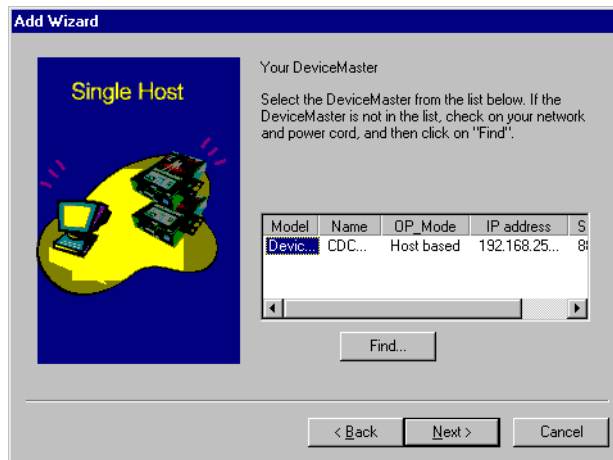 Add Wizard
Single Host
Your DeviceMaster
Select the DeviceMaster from the list below. If the
DeviceMaster is not in the list, check on your network
and power cord, and then click on "Find".
Model Name OP_Mode IP address S
Devic... CDC... Host based 192.168.25... 8
Find...
< Back Next > Cancel